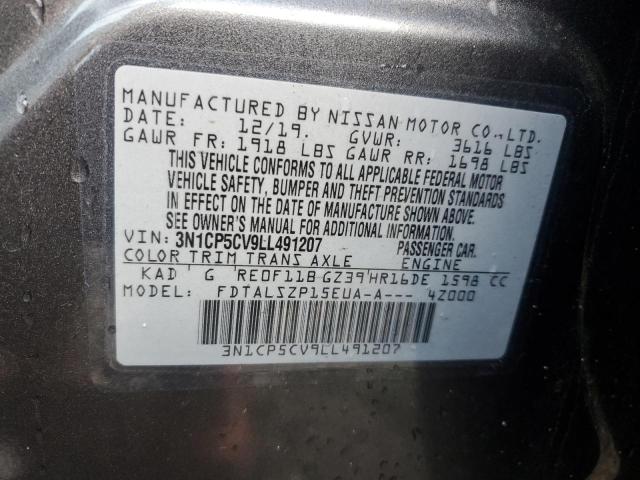 MANUFACTURED BY NISSAN MOTOR CO.,LTD.
DATE: 12/19. GVWR: 3616 LBS
GAWR FR: 1918 LBS GAWR RR: 1698 LBS
THIS VEHICLE CONFORMS TO ALL APPLICABLE FEDERAL MOTOR
VEHICLE SAFETY, BUMPER AND THEFT PREVENTION STANDARDS
IN EFFECT ON THE DATE OF MANUFACTURE SHOWN ABOVE.
SEE OWNER'S MANUAL FOR ADDITIONAL INFORMATION.
VIN: 3N1CP5CV9LL491207 PASSENGER CAR.
COLOR TRIM TRANS AXLE ENGINE
KAD G RE0F11B GZ39 HR16DE 1598 CC
MODEL: FDTALSZP15EUA-A--- 4Z000
3N1CP5CV9LL491207